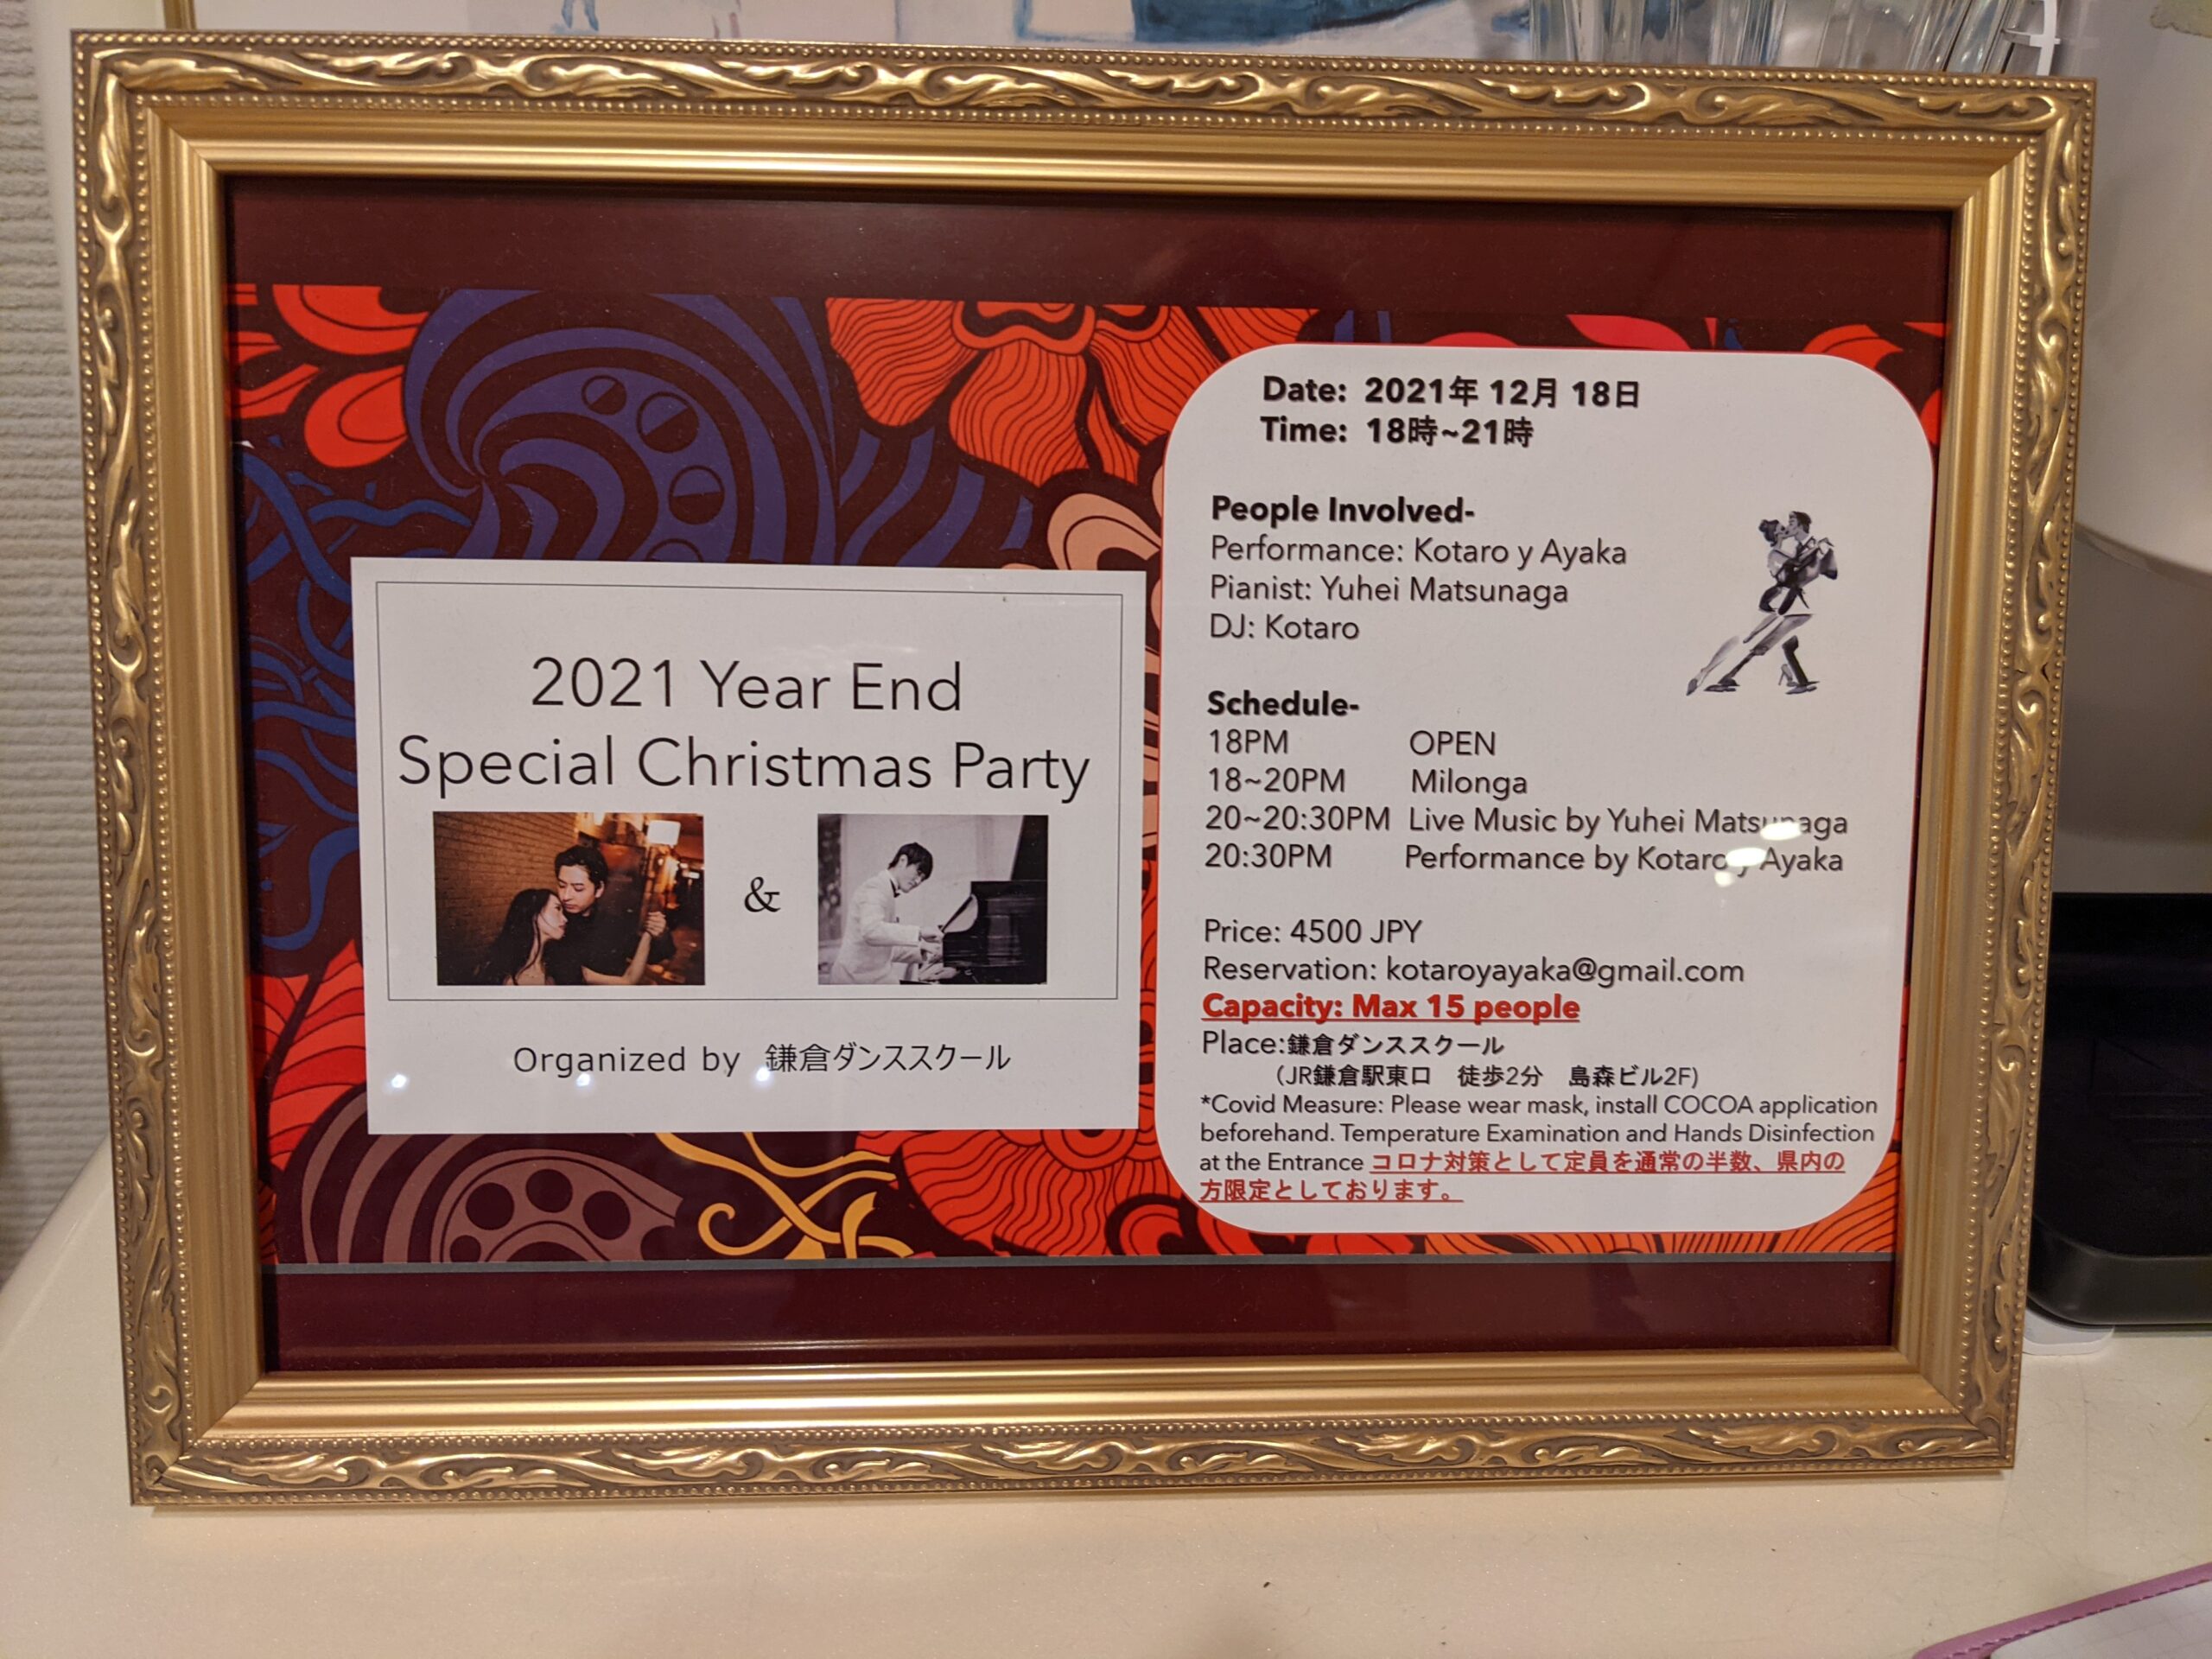 2021 Year End
Special Christmas Party
&
Organized by 鎌倉ダンススクール
Date: 2021年 12月 18日
Time: 18時~21時
People Involved-
Performance: Kotaro y Ayaka
Pianist: Yuhei Matsunaga
DJ: Kotaro
Schedule-
18PM OPEN
18~20PM Milonga
20~20:30PM Live Music by Yuhei Matsunaga
20:30PM Performance by Kotaro y Ayaka
Price: 4500 JPY
Reservation: kotaroyayaka@gmail.com
Capacity: Max 15 people
Place:鎌倉ダンススクール
(JR鎌倉駅東口 徒歩2分 島森ビル2F)
*Covid Measure: Please wear mask, install COCOA application
beforehand. Temperature Examination and Hands Disinfection
at the Entrance コロナ対策として定員を通常の半数、県内の
方限定としております。